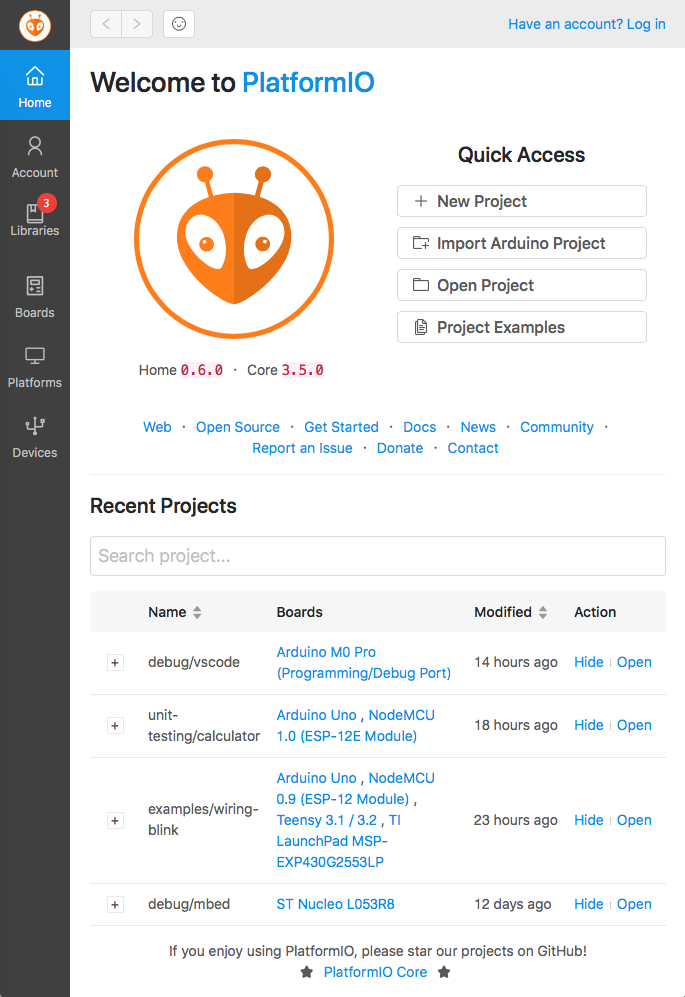 Have an account? Log in
Home
Account
3
Libraries
Boards
Platforms
Devices
Welcome to PlatformIO
Home 0.6.0 · Core 3.5.0
Quick Access
New Project
Import Arduino Project
Open Project
Project Examples
Web · Open Source · Get Started · Docs · News · Community ·
Report an Issue · Donate · Contact
Recent Projects
Search project...
Name Boards Modified Action
debug/vscode
Arduino M0 Pro
(Programming/Debug Port)
14 hours ago
Hide Open
unit-
testing/calculator
Arduino Uno , NodeMCU
1.0 (ESP-12E Module)
18 hours ago
Hide Open
examples/wiring-
blink
Arduino Uno , NodeMCU
0.9 (ESP-12 Module) ,
Teensy 3.1 / 3.2 , TI
LaunchPad MSP-
EXP430G2553LP
23 hours ago
Hide Open
debug/mbed
ST Nucleo L053R8
12 days ago
Hide Open
If you enjoy using PlatformIO, please star our projects on GitHub!
★ PlatformIO Core ★